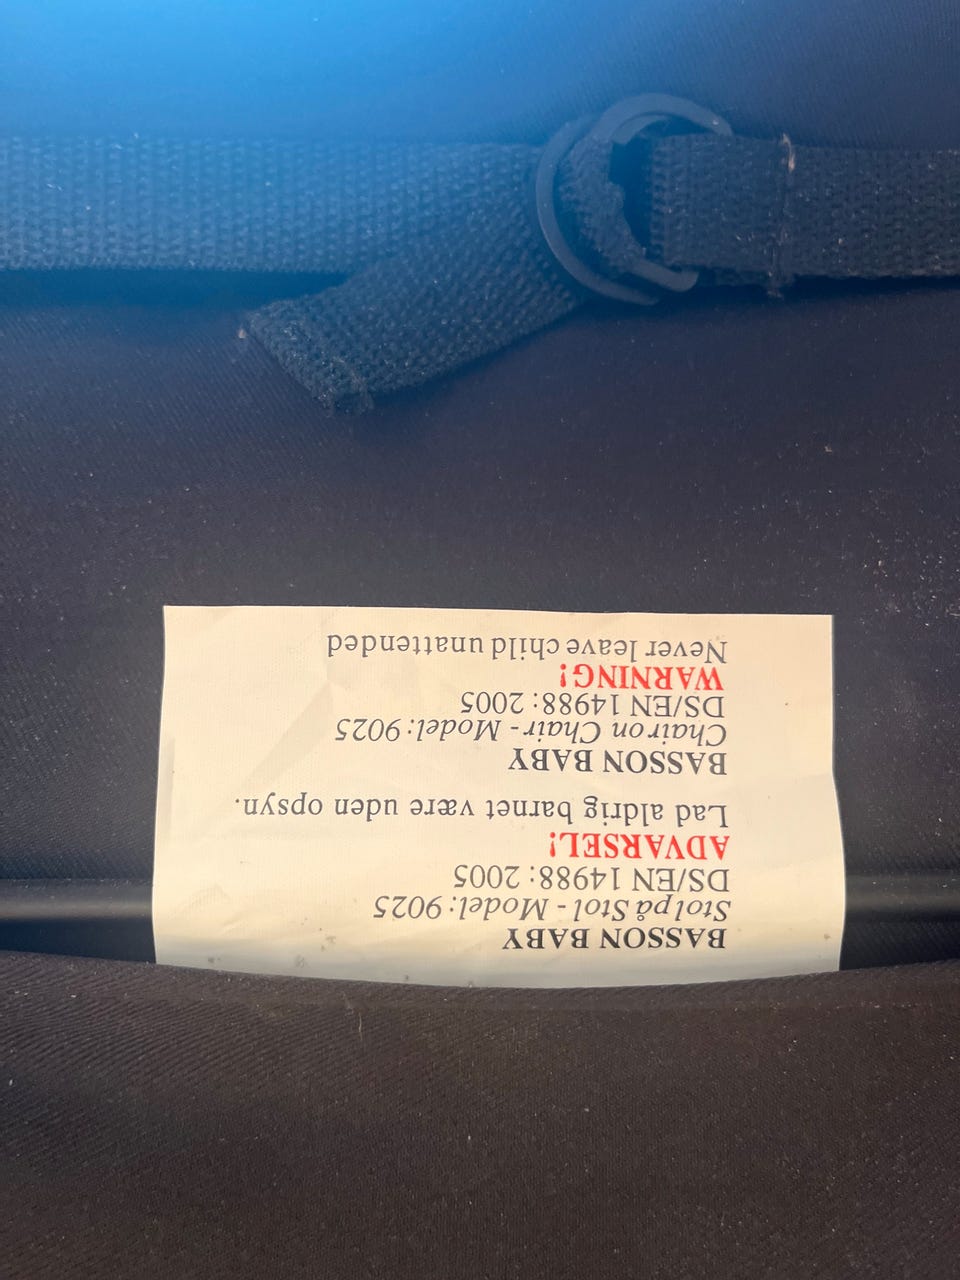 BASSON BABY
Stol på Stol - Model: 9025
DS/EN 14988: 2005
ADVARSEL!
Lad aldrig barnet være uden opsyn.
BASSON BABY
Chair on Chair - Model: 9025
DS/EN 14988: 2005
WARNING!
Never leave child unattended